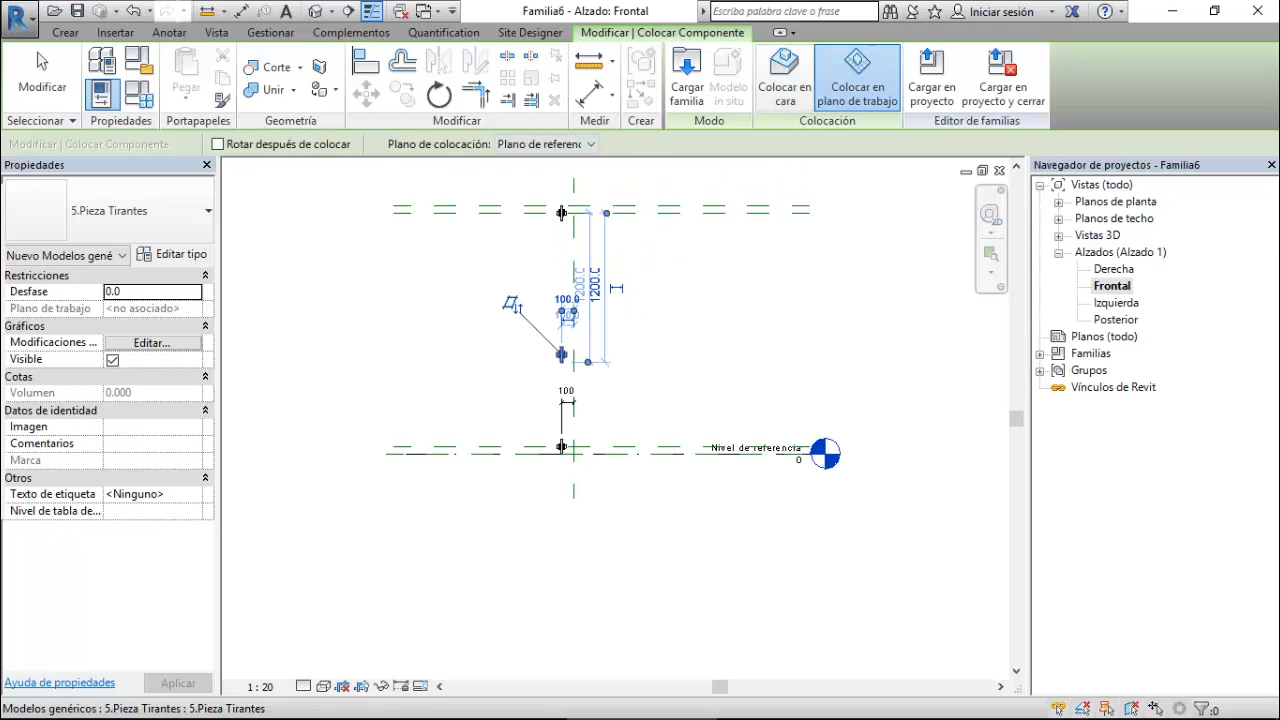 Familia6 - Alzado: Frontal
Escriba palabra clave o frase
Iniciar sesión
Crear Insertar Anotar Vista Gestionar Complementos Quantification Site Designer Modificar | Colocar Componente
Modificar
Pegar
Corte
Unir
Cargar familia
Modelo in situ
Colocar en cara
Colocar en plano de trabajo
Cargar en proyecto
Cargar en proyecto y cerrar
Seleccionar Propiedades Portapapeles Geometría Modificar Medir Crear Modo Colocación Editor de familias
Modificar | Colocar Componente
Rotar después de colocar
Plano de colocación: Plano de referenc
Propiedades
5.Pieza Tirantes
Nuevo Modelos gené
Editar tipo
Restricciones
Desfase 0.0
Plano de trabajo <no asociado>
Gráficos
Modificaciones ... Editar...
Visible
Cotas
Volumen 0.000
Datos de identidad
Imagen
Comentarios
Marca
Otros
Texto de etiqueta <Ninguno>
Nivel de tabla de...
Ayuda de propiedades
Aplicar
1200.0
100.0
100
Nivel de referencia
0
Navegador de proyectos - Familia6
Vistas (todo)
Planos de planta
Planos de techo
Vistas 3D
Alzados (Alzado 1)
Derecha
Frontal
Izquierda
Posterior
Planos (todo)
Familias
Grupos
Vínculos de Revit
1 : 20
Modelos genéricos : 5.Pieza Tirantes : 5.Pieza Tirantes
:0